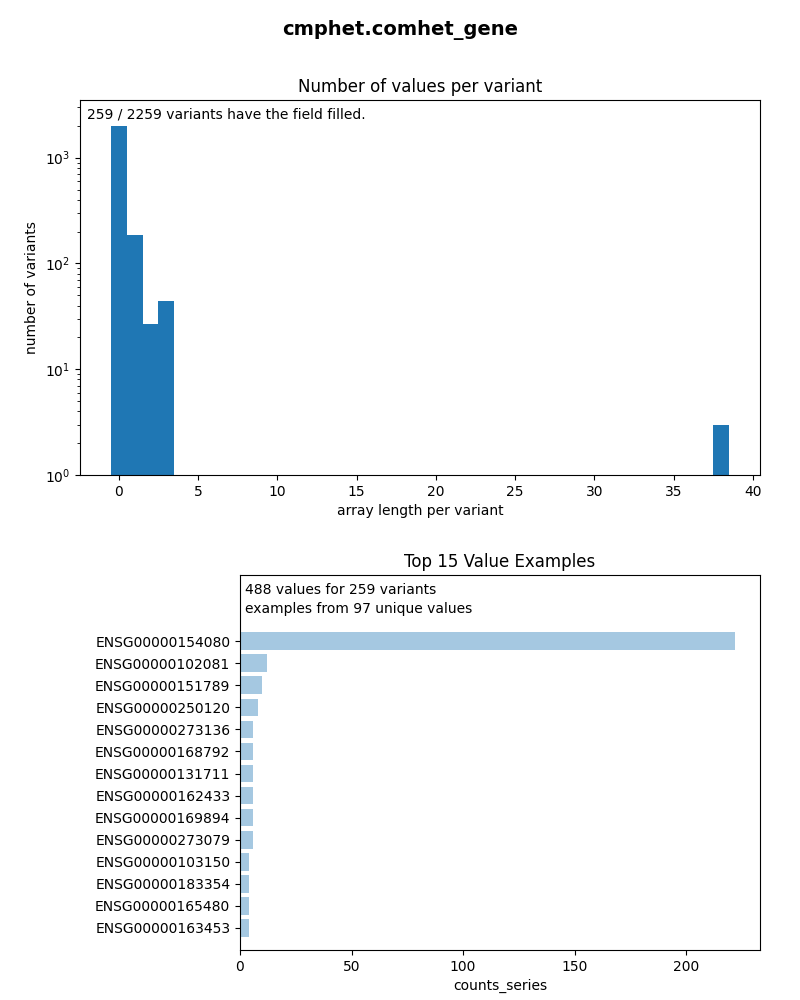 cmphet.comhet_gene
Number of values per variant
259 / 2259 variants have the field filled.
number of variants
10³
10²
10¹
10⁰
0 5 10 15 20 25 30 35 40
array length per variant
Top 15 Value Examples
488 values for 259 variants
examples from 97 unique values
ENSG00000154080
ENSG00000102081
ENSG00000151789
ENSG00000250120
ENSG00000273136
ENSG00000168792
ENSG00000131711
ENSG00000162433
ENSG00000169894
ENSG00000273079
ENSG00000103150
ENSG00000183354
ENSG00000165480
ENSG00000163453
0 50 100 150 200
counts_series